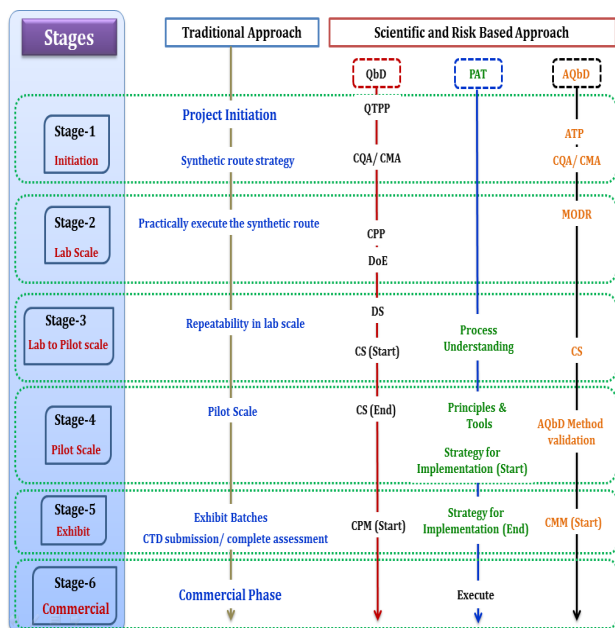 Stages
Traditional Approach
Scientific and Risk Based Approach
QbD
PAT
AQbD
Stage-1
Initiation
Project Initiation
Synthetic route strategy
QTPP
CQA/ CMA
ATP
CQA/ CMA
Stage-2
Lab Scale
Practically execute the synthetic route
CPP
DoE
MODR
Stage-3
Lab to Pilot scale
Repeatability in lab scale
DS
CS (Start)
Process
Understanding
CS
Stage-4
Pilot Scale
Pilot Scale
CS (End)
Principles &
Tools
Strategy for
Implementation (Start)
AQbD Method
validation
Stage-5
Exhibit
Exhibit Batches
CTD submission/ complete assessment
CPM (Start)
Strategy for
Implementation (End)
CMM (Start)
Stage-6
Commercial
Commercial Phase
Execute